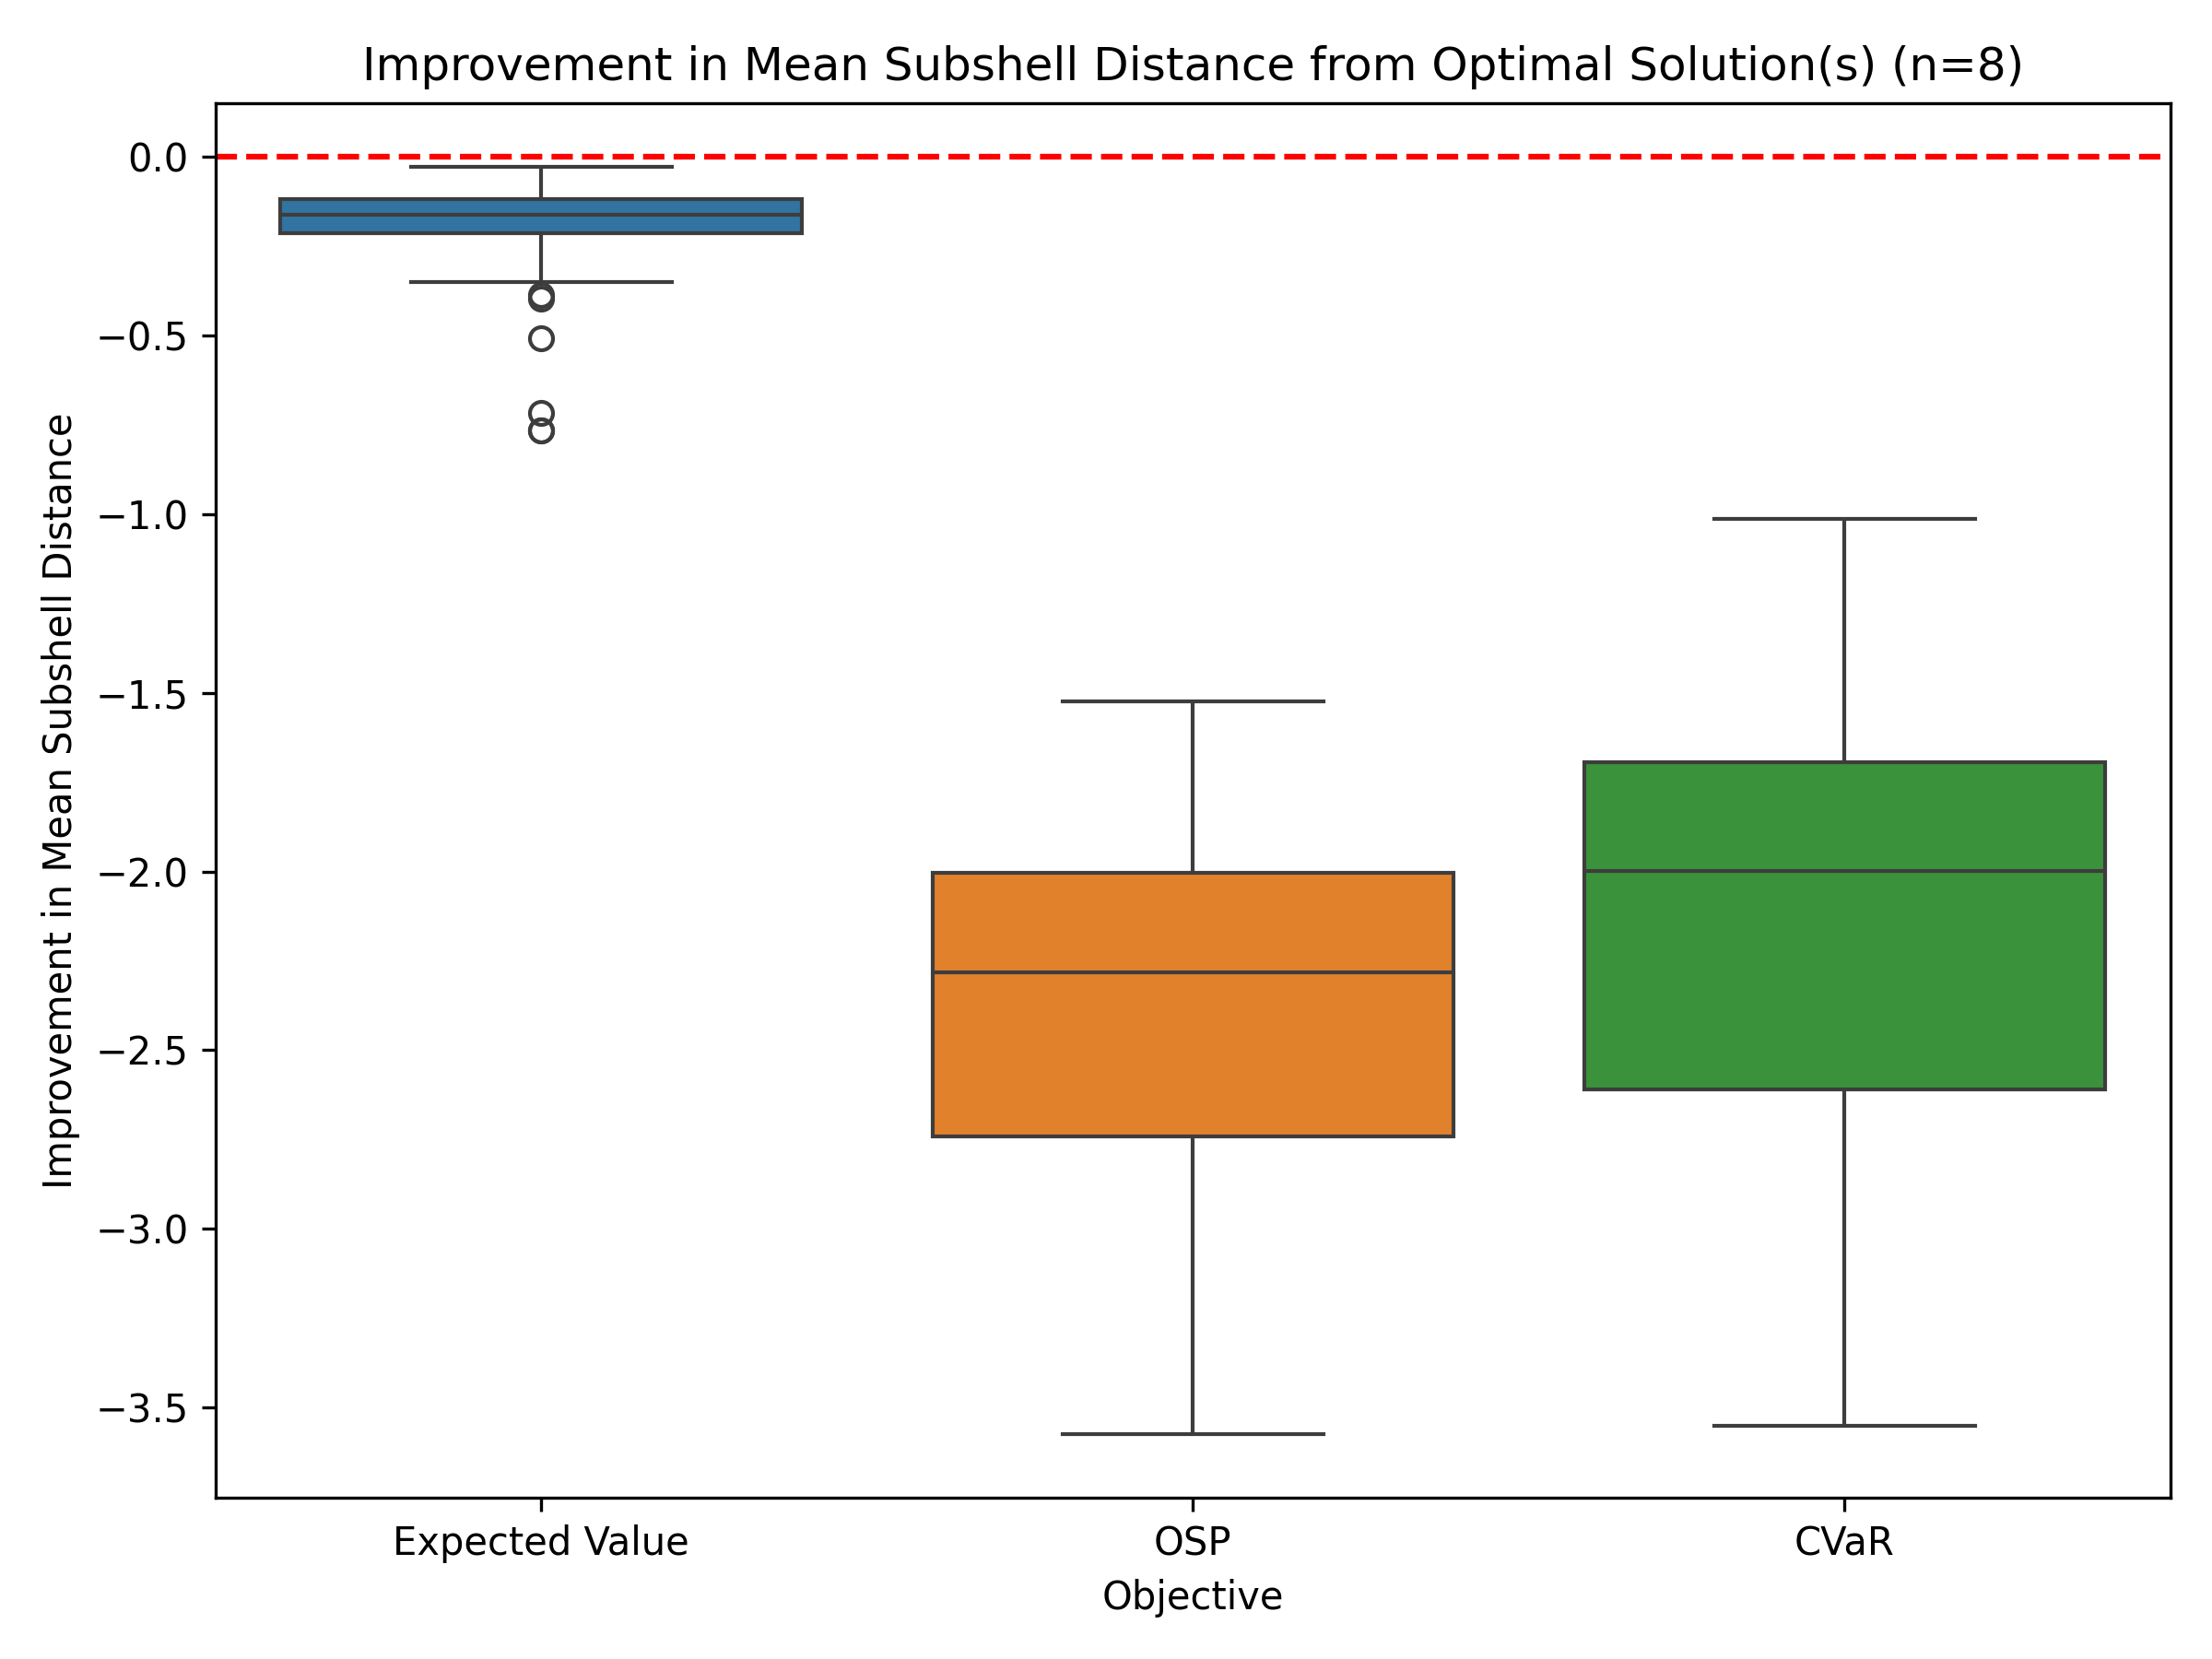 Improvement in Mean Subshell Distance from Optimal Solution(s) (n=8)
Improvement in Mean Subshell Distance
0.0
−0.5
−1.0
−1.5
−2.0
−2.5
−3.0
−3.5
Expected Value
OSP
CVaR
Objective